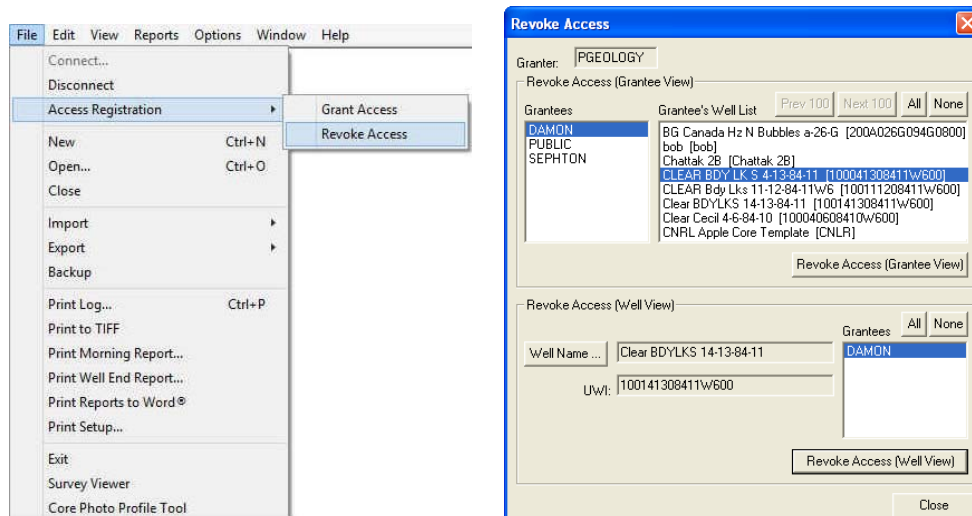 File Edit View Reports Options Window Help
Connect...
Disconnect
Access Registration
Grant Access
Revoke Access
New Ctrl+N
Open... Ctrl+O
Close
Import
Export
Backup
Print Log... Ctrl+P
Print to TIFF
Print Morning Report...
Print Well End Report...
Print Reports to Word®
Print Setup...
Exit
Survey Viewer
Core Photo Profile Tool
Revoke Access
Granter: PGEOLOGY
Revoke Access (Grantee View)
Grantees
Grantee's Well List Prev 100 Next 100 All None
DAMON
PUBLIC
SEPHTON
BG Canada Hz N Bubbles a-26-G [200A026G094G0800]
bob [bob]
Chattak 2B [Chattak 2B]
CLEAR BDY LK S 4-13-84-11 [100041308411W600]
CLEAR Bdy Lks 11-12-84-11W6 [100111208411W600]
Clear BDYLKS 14-13-84-11 [100141308411W600]
Clear Cecil 4-6-84-10 [100040608410W600]
CNRL Apple Core Template [CNLR]
Revoke Access (Grantee View)
Revoke Access (Well View)
Grantees All None
Well Name ... Clear BDYLKS 14-13-84-11
DAMON
UWI: 100141308411W600
Revoke Access (Well View)
Close